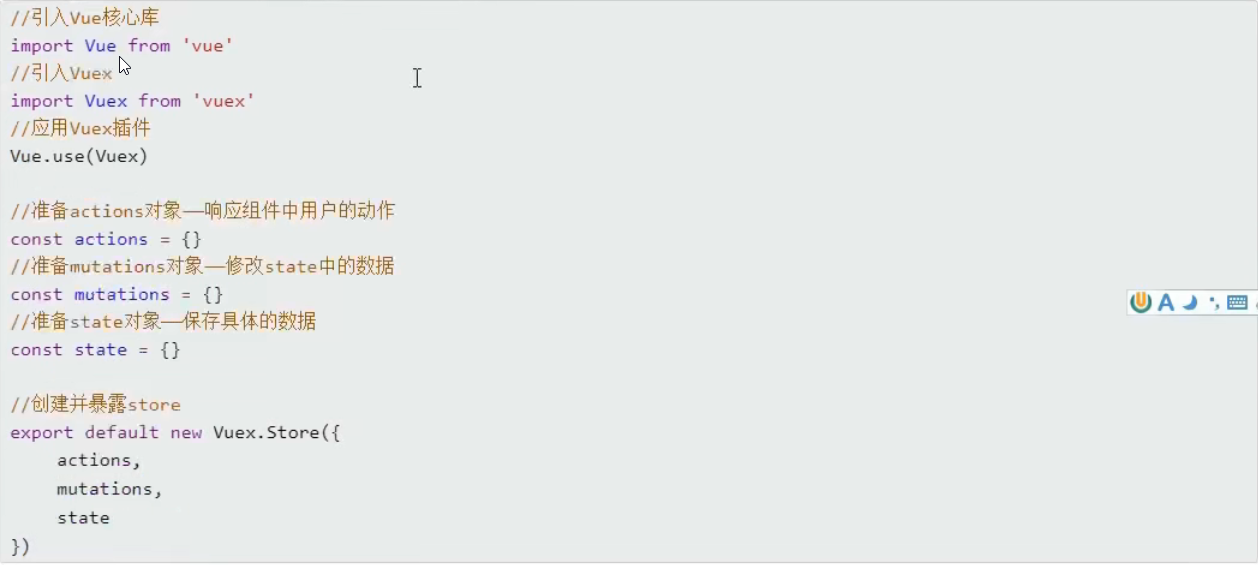 //引入Vue核心库
import Vue from 'vue'
//引入Vuex
import Vuex from 'vuex'
//应用Vuex插件
Vue.use(Vuex)
//准备actions对象——响应组件中用户的动作
const actions = {}
//准备mutations对象——修改state中的数据
const mutations = {}
//准备state对象——保存具体的数据
const state = {}
//创建并暴露store
export default new Vuex.Store({
    actions,
    mutations,
    state
})